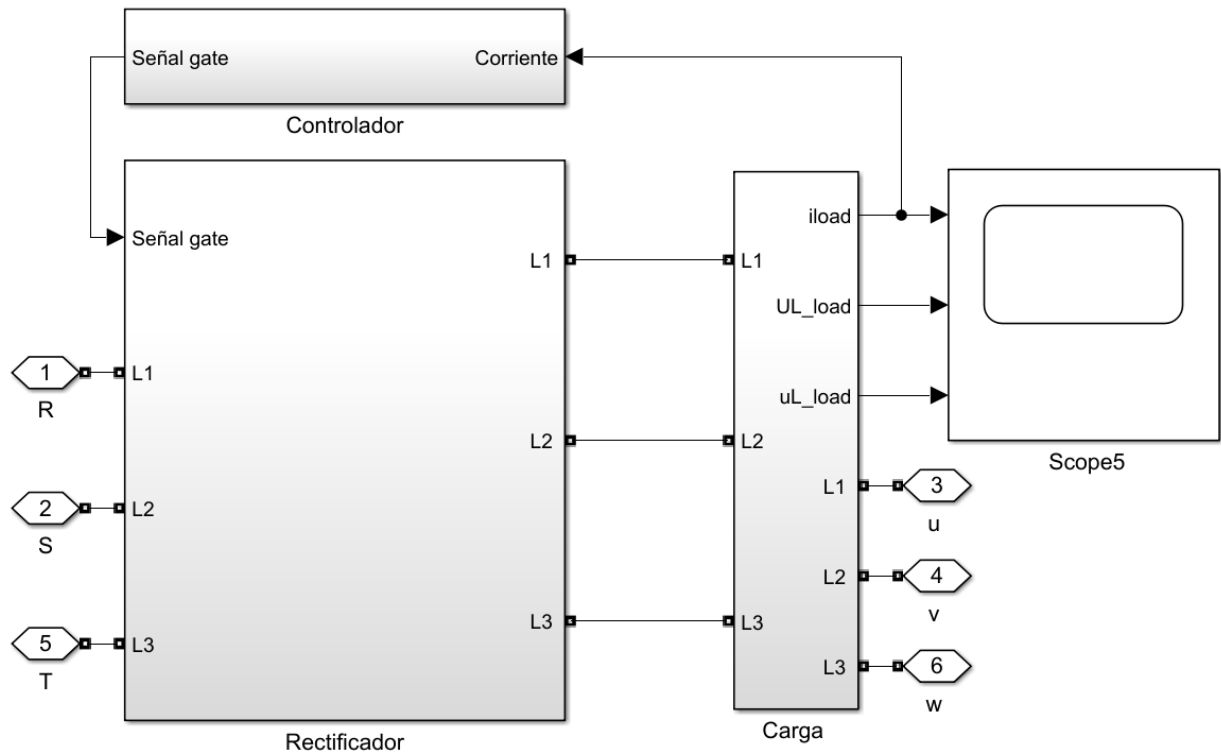 Señal gate
Corriente
Controlador
Señal gate
L1
L2
L3
L1
L2
L3
Rectificador
1
R
2
S
5
T
iload
UL_load
uL_load
L1
L2
L3
L1
L2
L3
Carga
Scope5
3
u
4
v
6
w